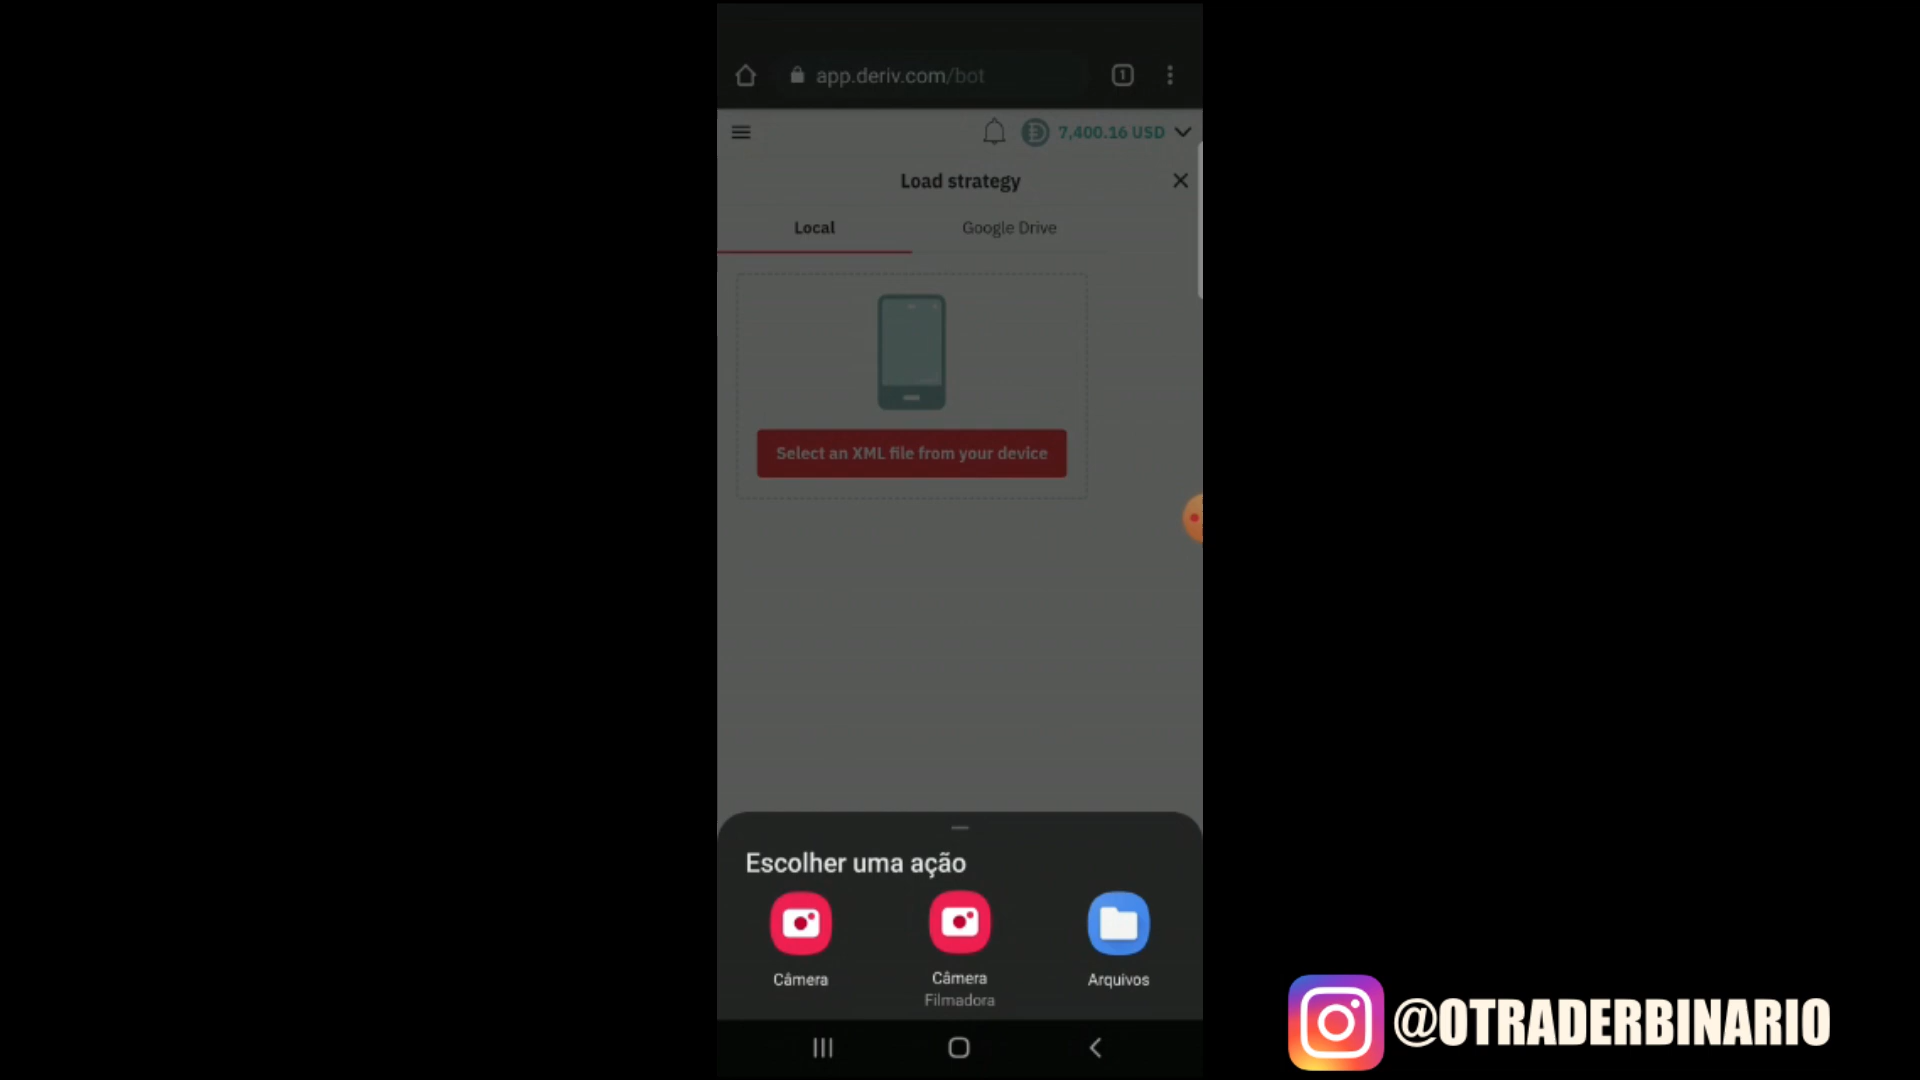 app.deriv.com/bot
1
7,400.16 USD
Load strategy
Local
Google Drive
Select an XML file from your device
Escolher uma ação
Câmera
Câmera
Filmadora
Arquivos
@OTRADERBINARIO